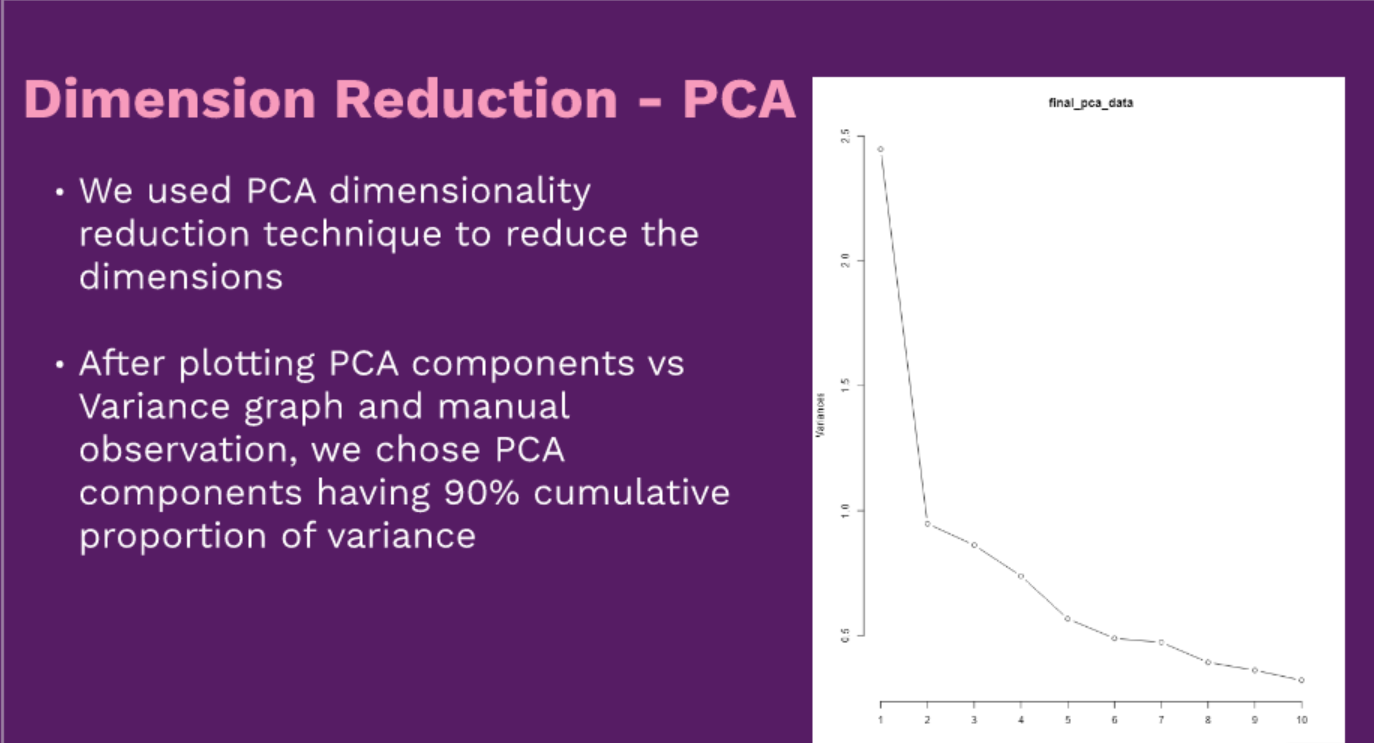 Dimension Reduction - PCA
• We used PCA dimensionality
reduction technique to reduce the
dimensions
• After plotting PCA components vs
Variance graph and manual
observation, we chose PCA
components having 90% cumulative
proportion of variance
final_pca_data
Variances
2.5
2.0
1.5
1.0
0.5
1 2 3 4 5 6 7 8 9 10